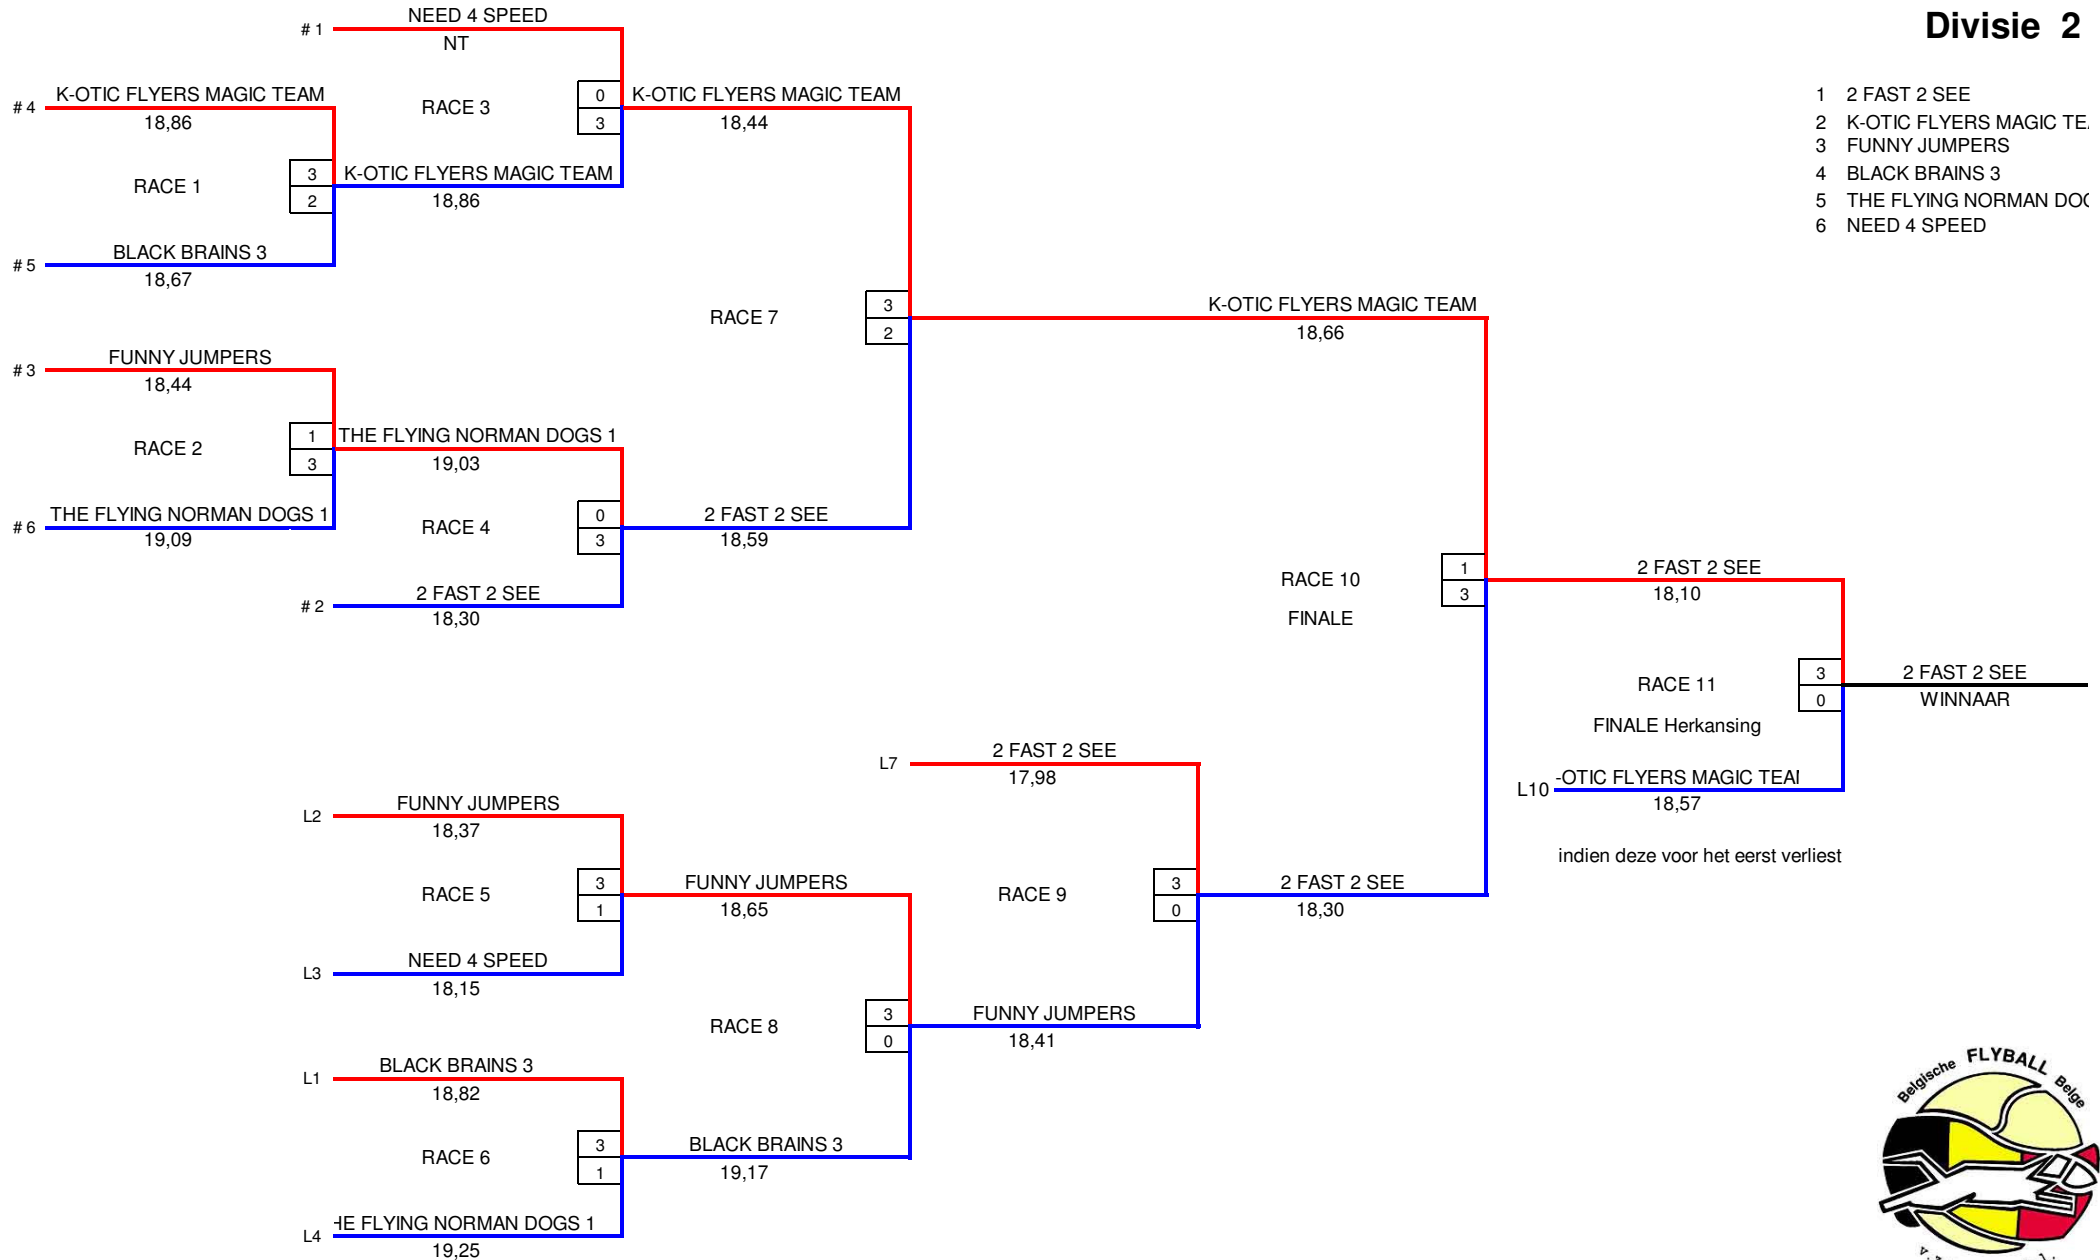 Divisie 2
1 2 FAST 2 SEE
2 K-OTIC FLYERS MAGIC TE
3 FUNNY JUMPERS
4 BLACK BRAINS 3
5 THE FLYING NORMAN DO
6 NEED 4 SPEED
# 1 NEED 4 SPEED
NT
# 4 K-OTIC FLYERS MAGIC TEAM
18,86
RACE 3
0
3
K-OTIC FLYERS MAGIC TEAM
18,44
RACE 1
3
2
K-OTIC FLYERS MAGIC TEAM
18,86
# 5 BLACK BRAINS 3
18,67
RACE 7
3
2
K-OTIC FLYERS MAGIC TEAM
18,66
# 3 FUNNY JUMPERS
18,44
RACE 2
1
3
THE FLYING NORMAN DOGS 1
19,03
# 6 THE FLYING NORMAN DOGS 1
19,09
RACE 4
0
3
2 FAST 2 SEE
18,59
# 2 2 FAST 2 SEE
18,30
RACE 10
FINALE
1
3
2 FAST 2 SEE
18,10
RACE 11
FINALE Herkansing
3
0
2 FAST 2 SEE
WINNAAR
L10 -OTIC FLYERS MAGIC TEA
18,57
indien deze voor het eerst verliest
L7 2 FAST 2 SEE
17,98
L2 FUNNY JUMPERS
18,37
RACE 5
3
1
FUNNY JUMPERS
18,65
RACE 9
3
0
2 FAST 2 SEE
18,30
L3 NEED 4 SPEED
18,15
RACE 8
3
0
FUNNY JUMPERS
18,41
L1 BLACK BRAINS 3
18,82
RACE 6
3
1
BLACK BRAINS 3
19,17
L4 HE FLYING NORMAN DOGS 1
19,25
Belgische FLYBALL Belge